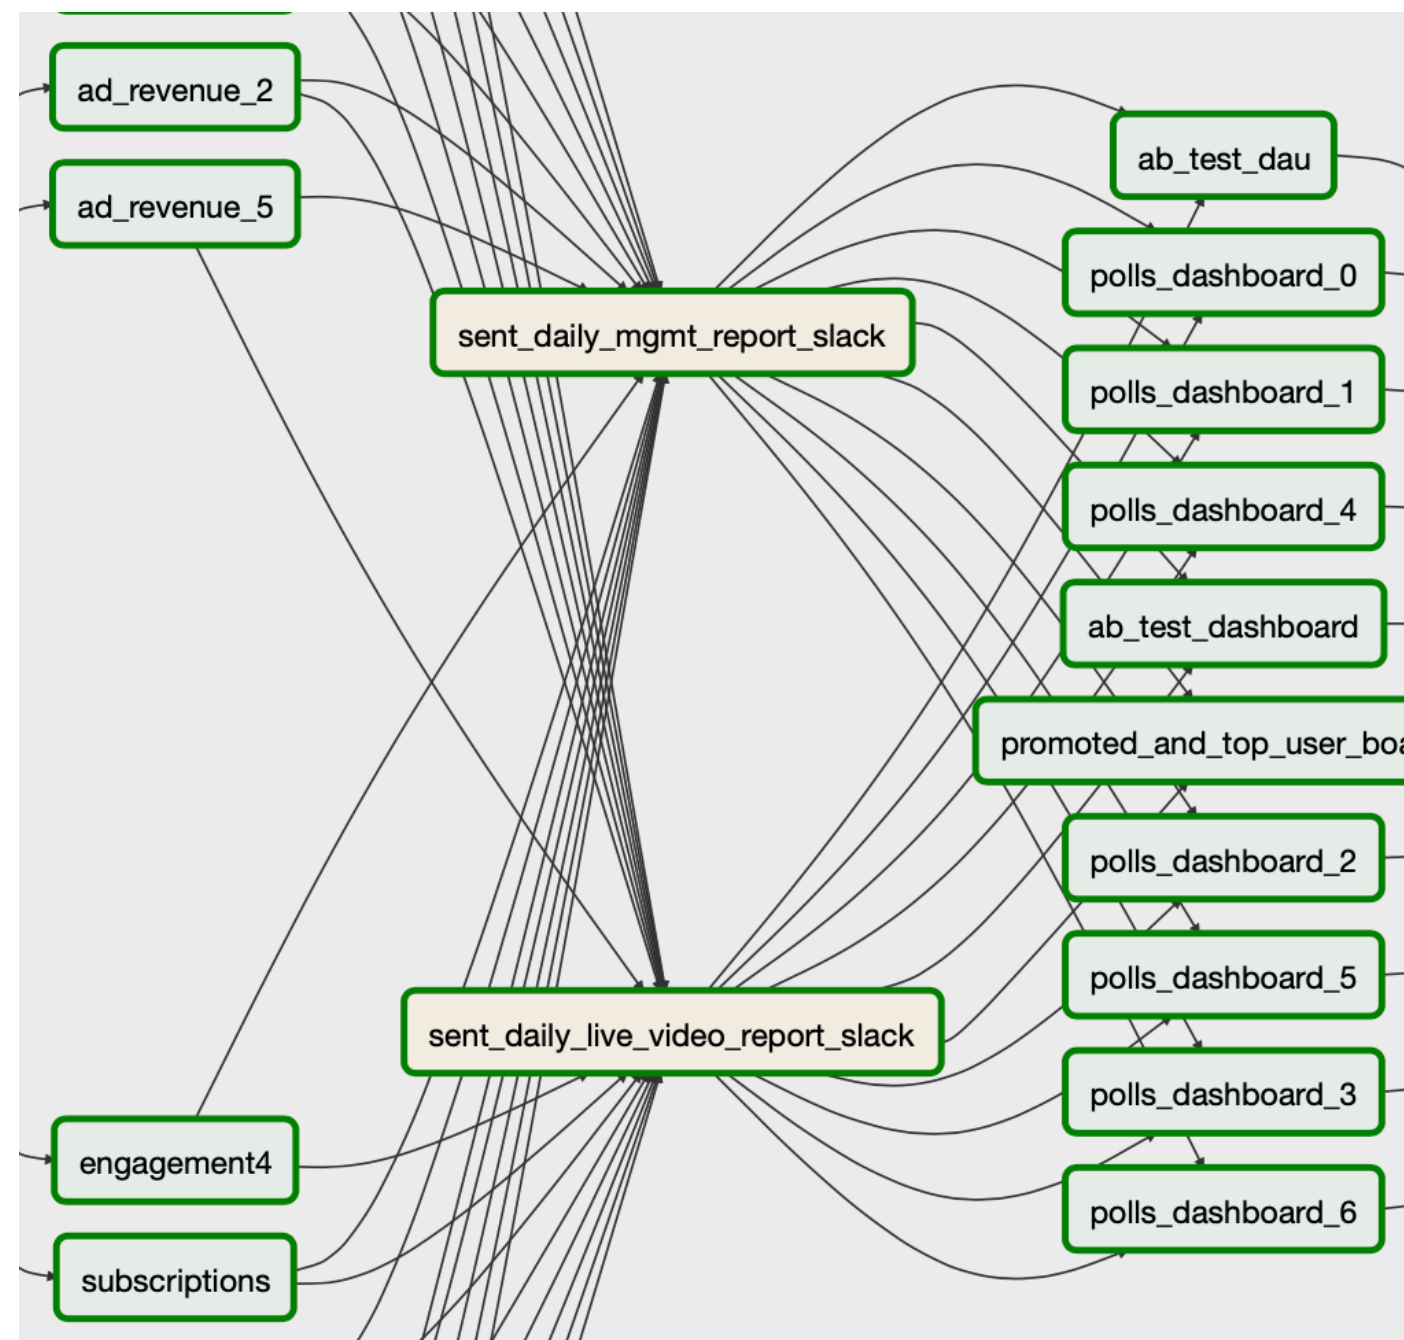 ad_revenue_2
ad_revenue_5
sent_daily_mgmt_report_slack
sent_daily_live_video_report_slack
engagement4
subscriptions
ab_test_dau
polls_dashboard_0
polls_dashboard_1
polls_dashboard_4
ab_test_dashboard
promoted_and_top_user_boa
polls_dashboard_2
polls_dashboard_5
polls_dashboard_3
polls_dashboard_6